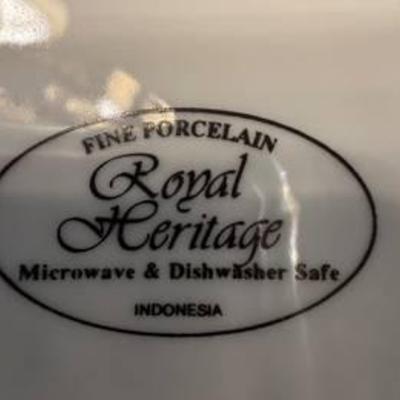 FINE PORCELAIN
Royal
Heritage
Microwave & Dishwasher Safe
INDONESIA